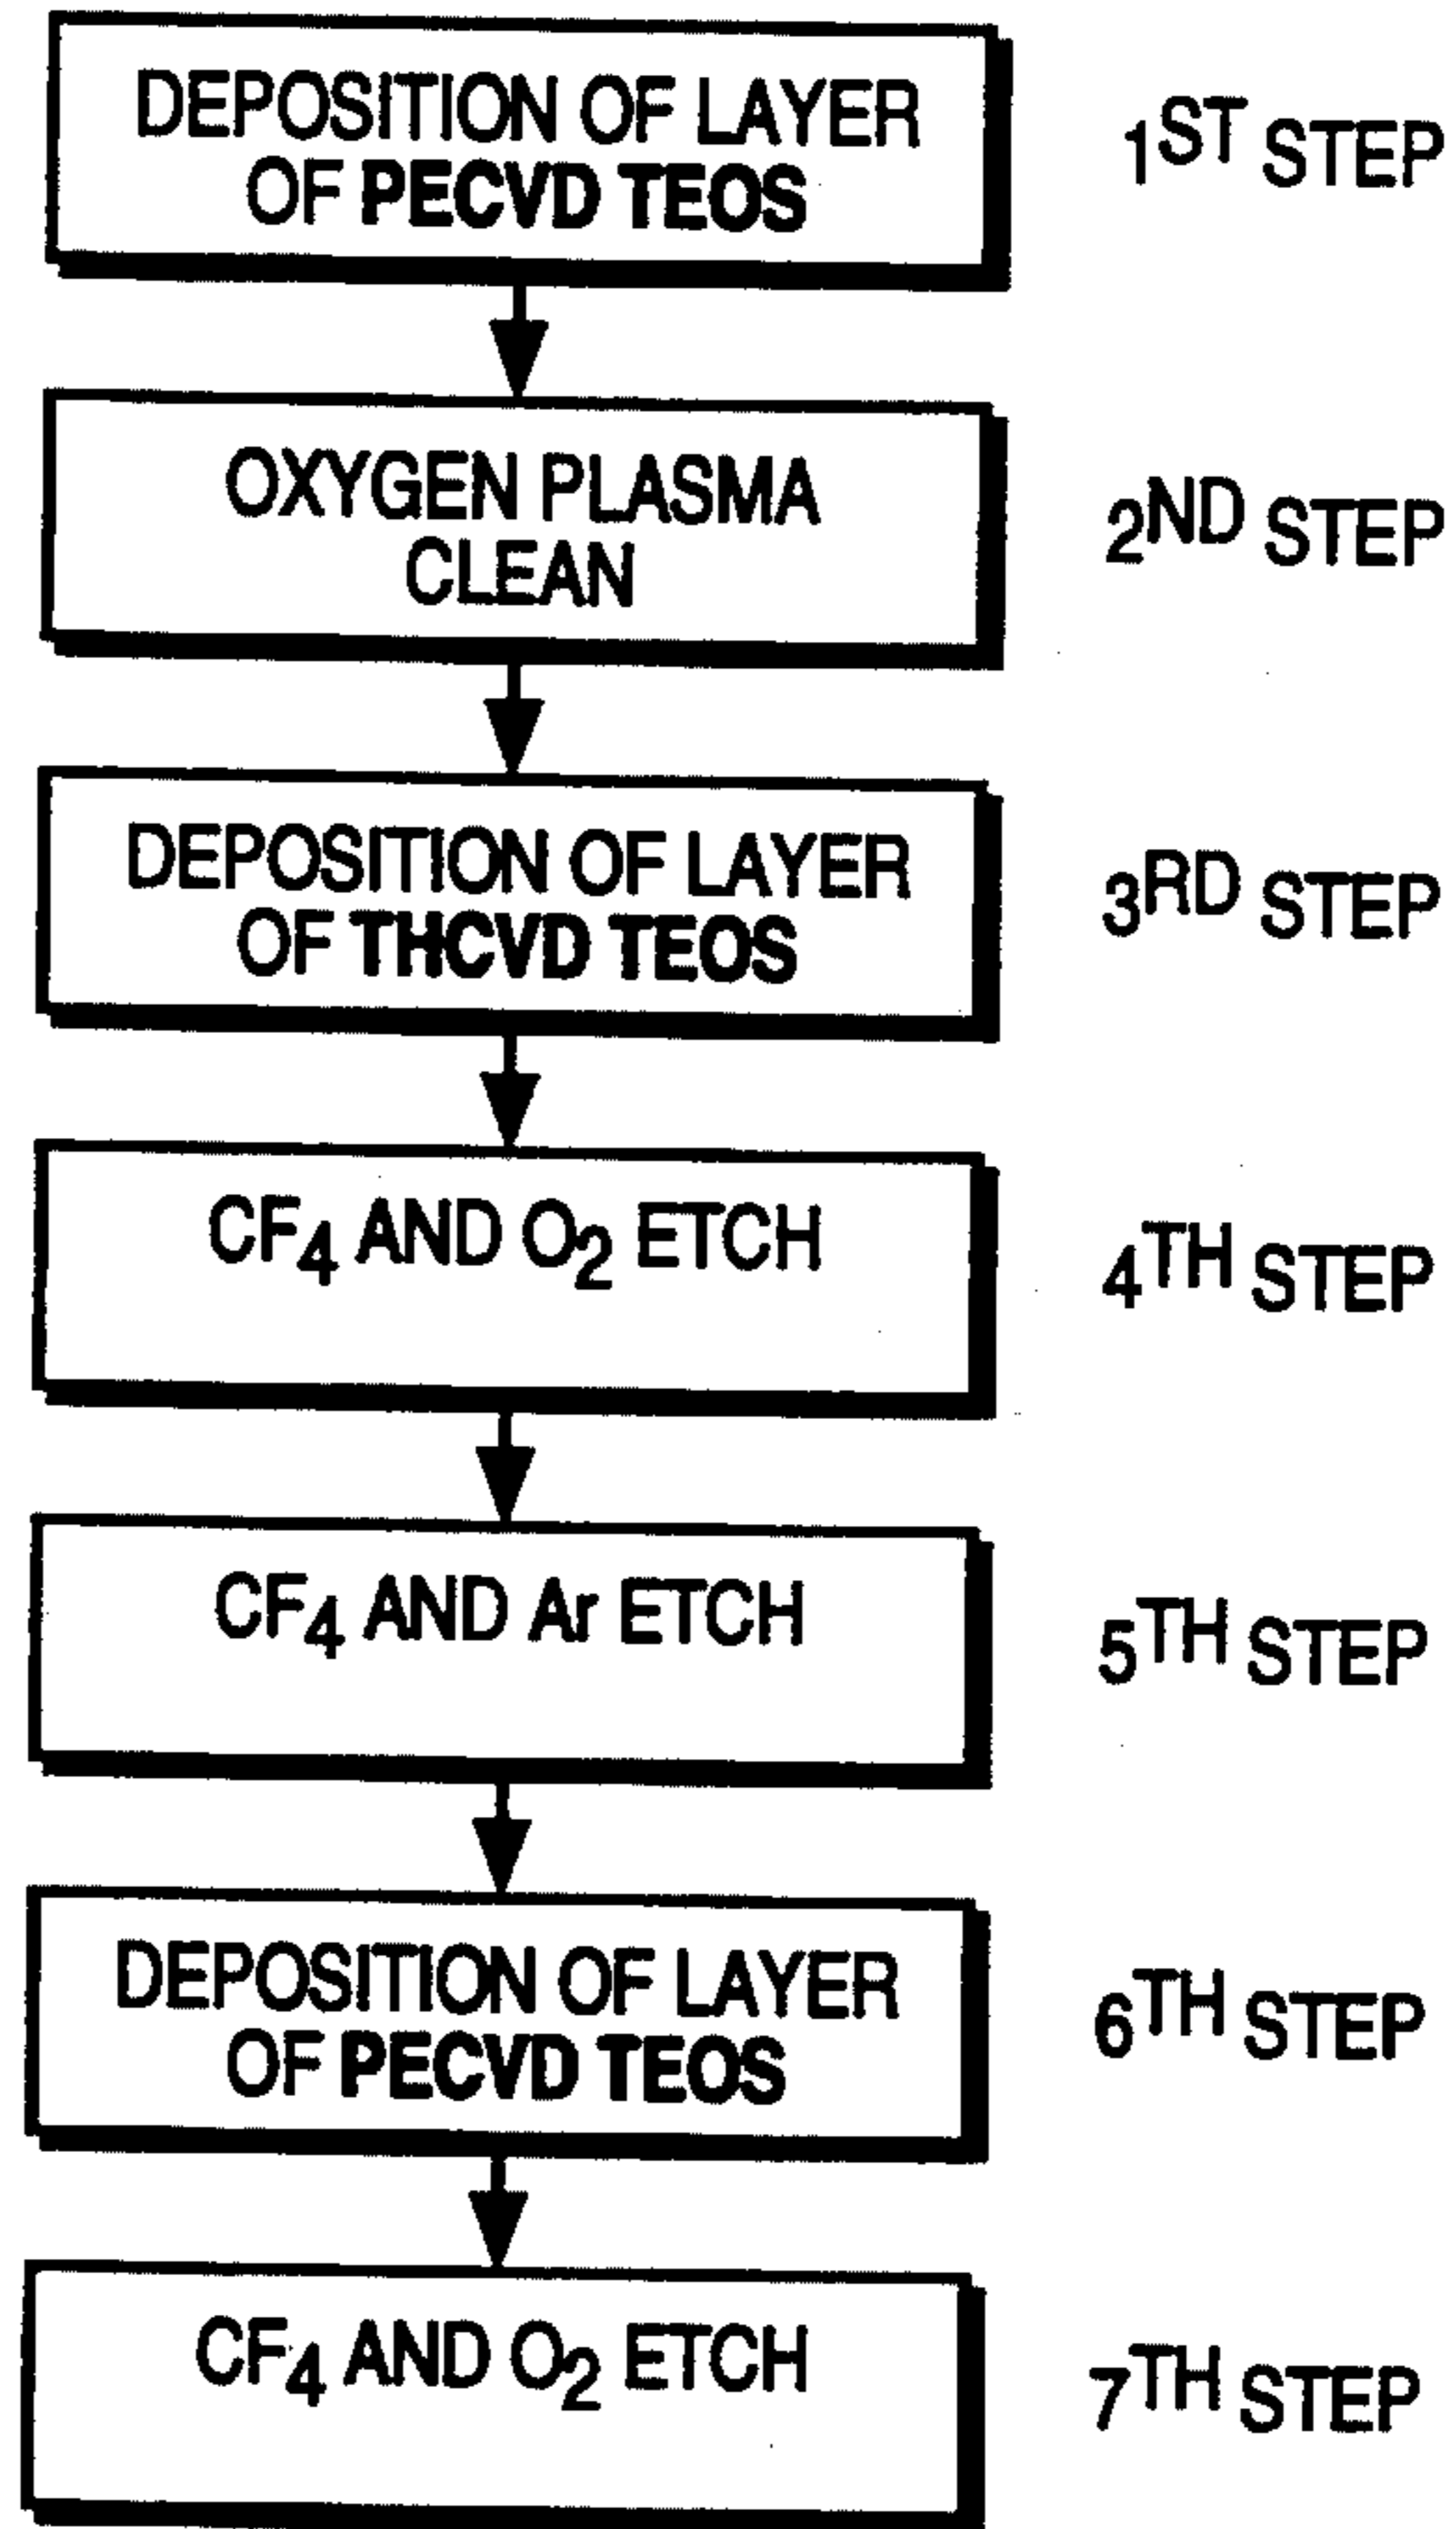 DEPOSITION OF LAYER
OF PECVD TEOS
1ST STEP
OXYGEN PLASMA
CLEAN
2ND STEP
DEPOSITION OF LAYER
OF THCVD TEOS
3RD STEP
CF4 AND O2 ETCH
4TH STEP
CF4 AND Ar ETCH
5TH STEP
DEPOSITION OF LAYER
OF PECVD TEOS
6TH STEP
CF4 AND O2 ETCH
7TH STEP